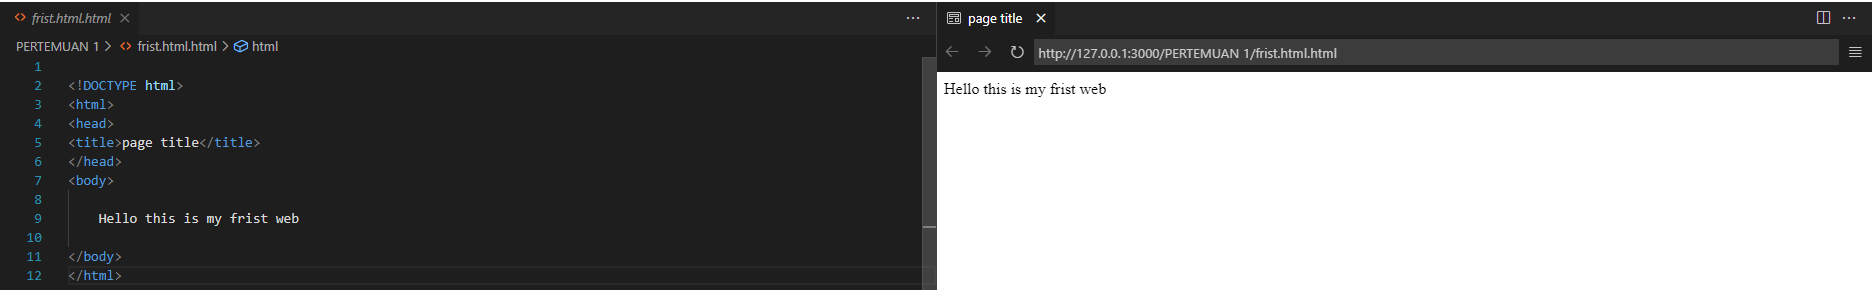 frist.html.html
PERTEMUAN 1 > frist.html.html > html
1
2 <!DOCTYPE html>
3 <html>
4 <head>
5 <title>page title</title>
6 </head>
7 <body>
8
9 Hello this is my frist web
10
11 </body>
12 </html>
page title
http://127.0.0.1:3000/PERTEMUAN 1/frist.html.html
Hello this is my frist web